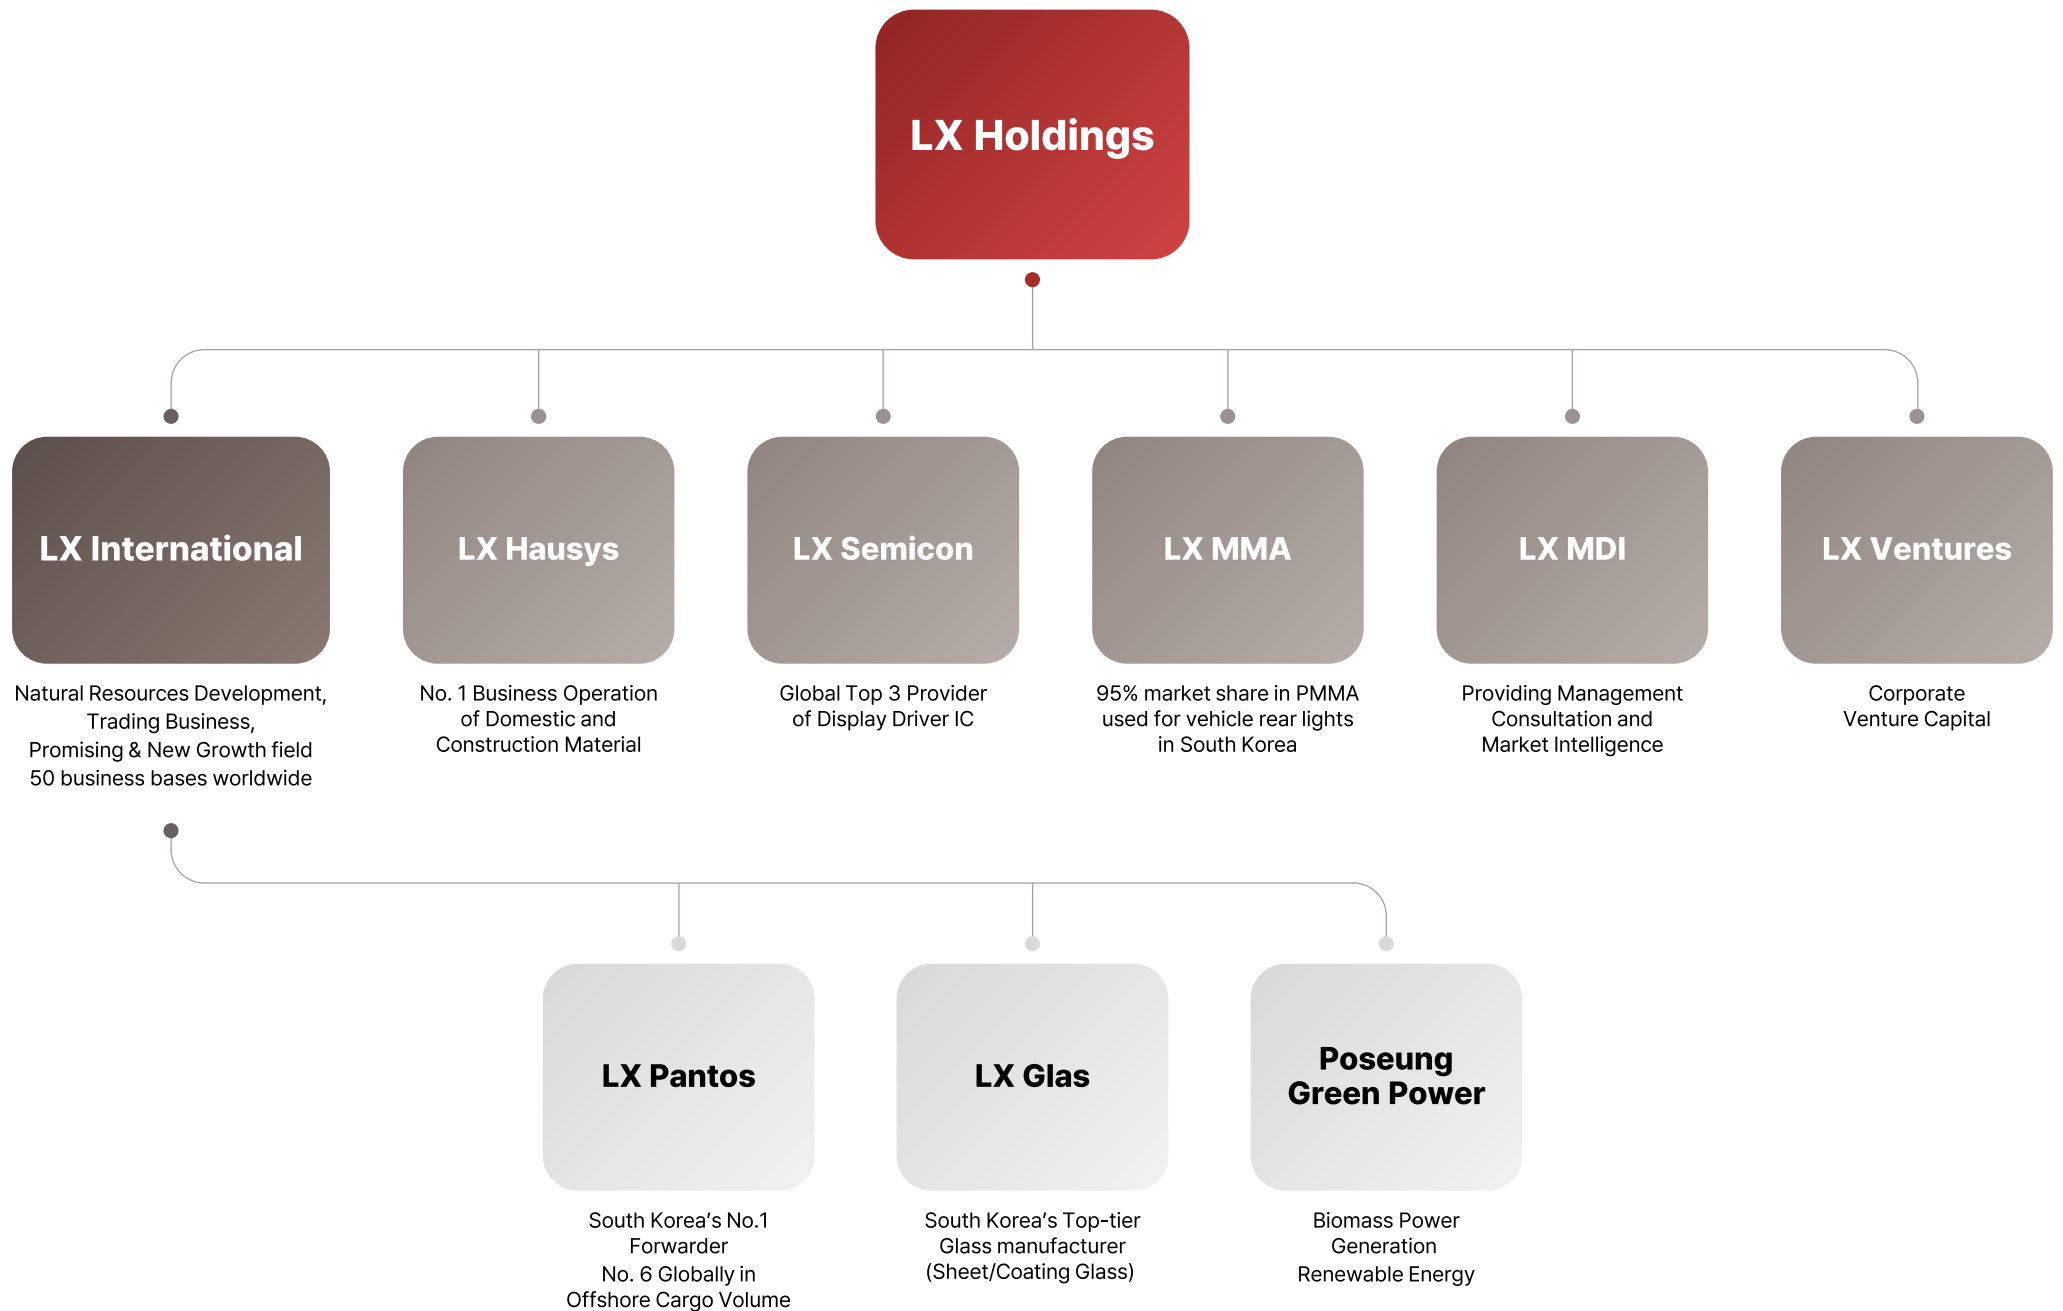 LX Holdings
LX International
LX Hausys
LX Semicon
LX MMA
LX MDI
LX Ventures
Natural Resources Development,
Trading Business,
Promising & New Growth field
50 business bases worldwide
No. 1 Business Operation
of Domestic and
Construction Material
Global Top 3 Provider
of Display Driver IC
95% market share in PMMA
used for vehicle rear lights
in South Korea
Providing Management
Consultation and
Market Intelligence
Corporate
Venture Capital
LX Pantos
LX Glas
Poseung
Green Power
South Korea’s No.1
Forwarder
No. 6 Globally in
Offshore Cargo Volume
South Korea’s Top-tier
Glass manufacturer
(Sheet/Coating Glass)
Biomass Power
Generation
Renewable Energy